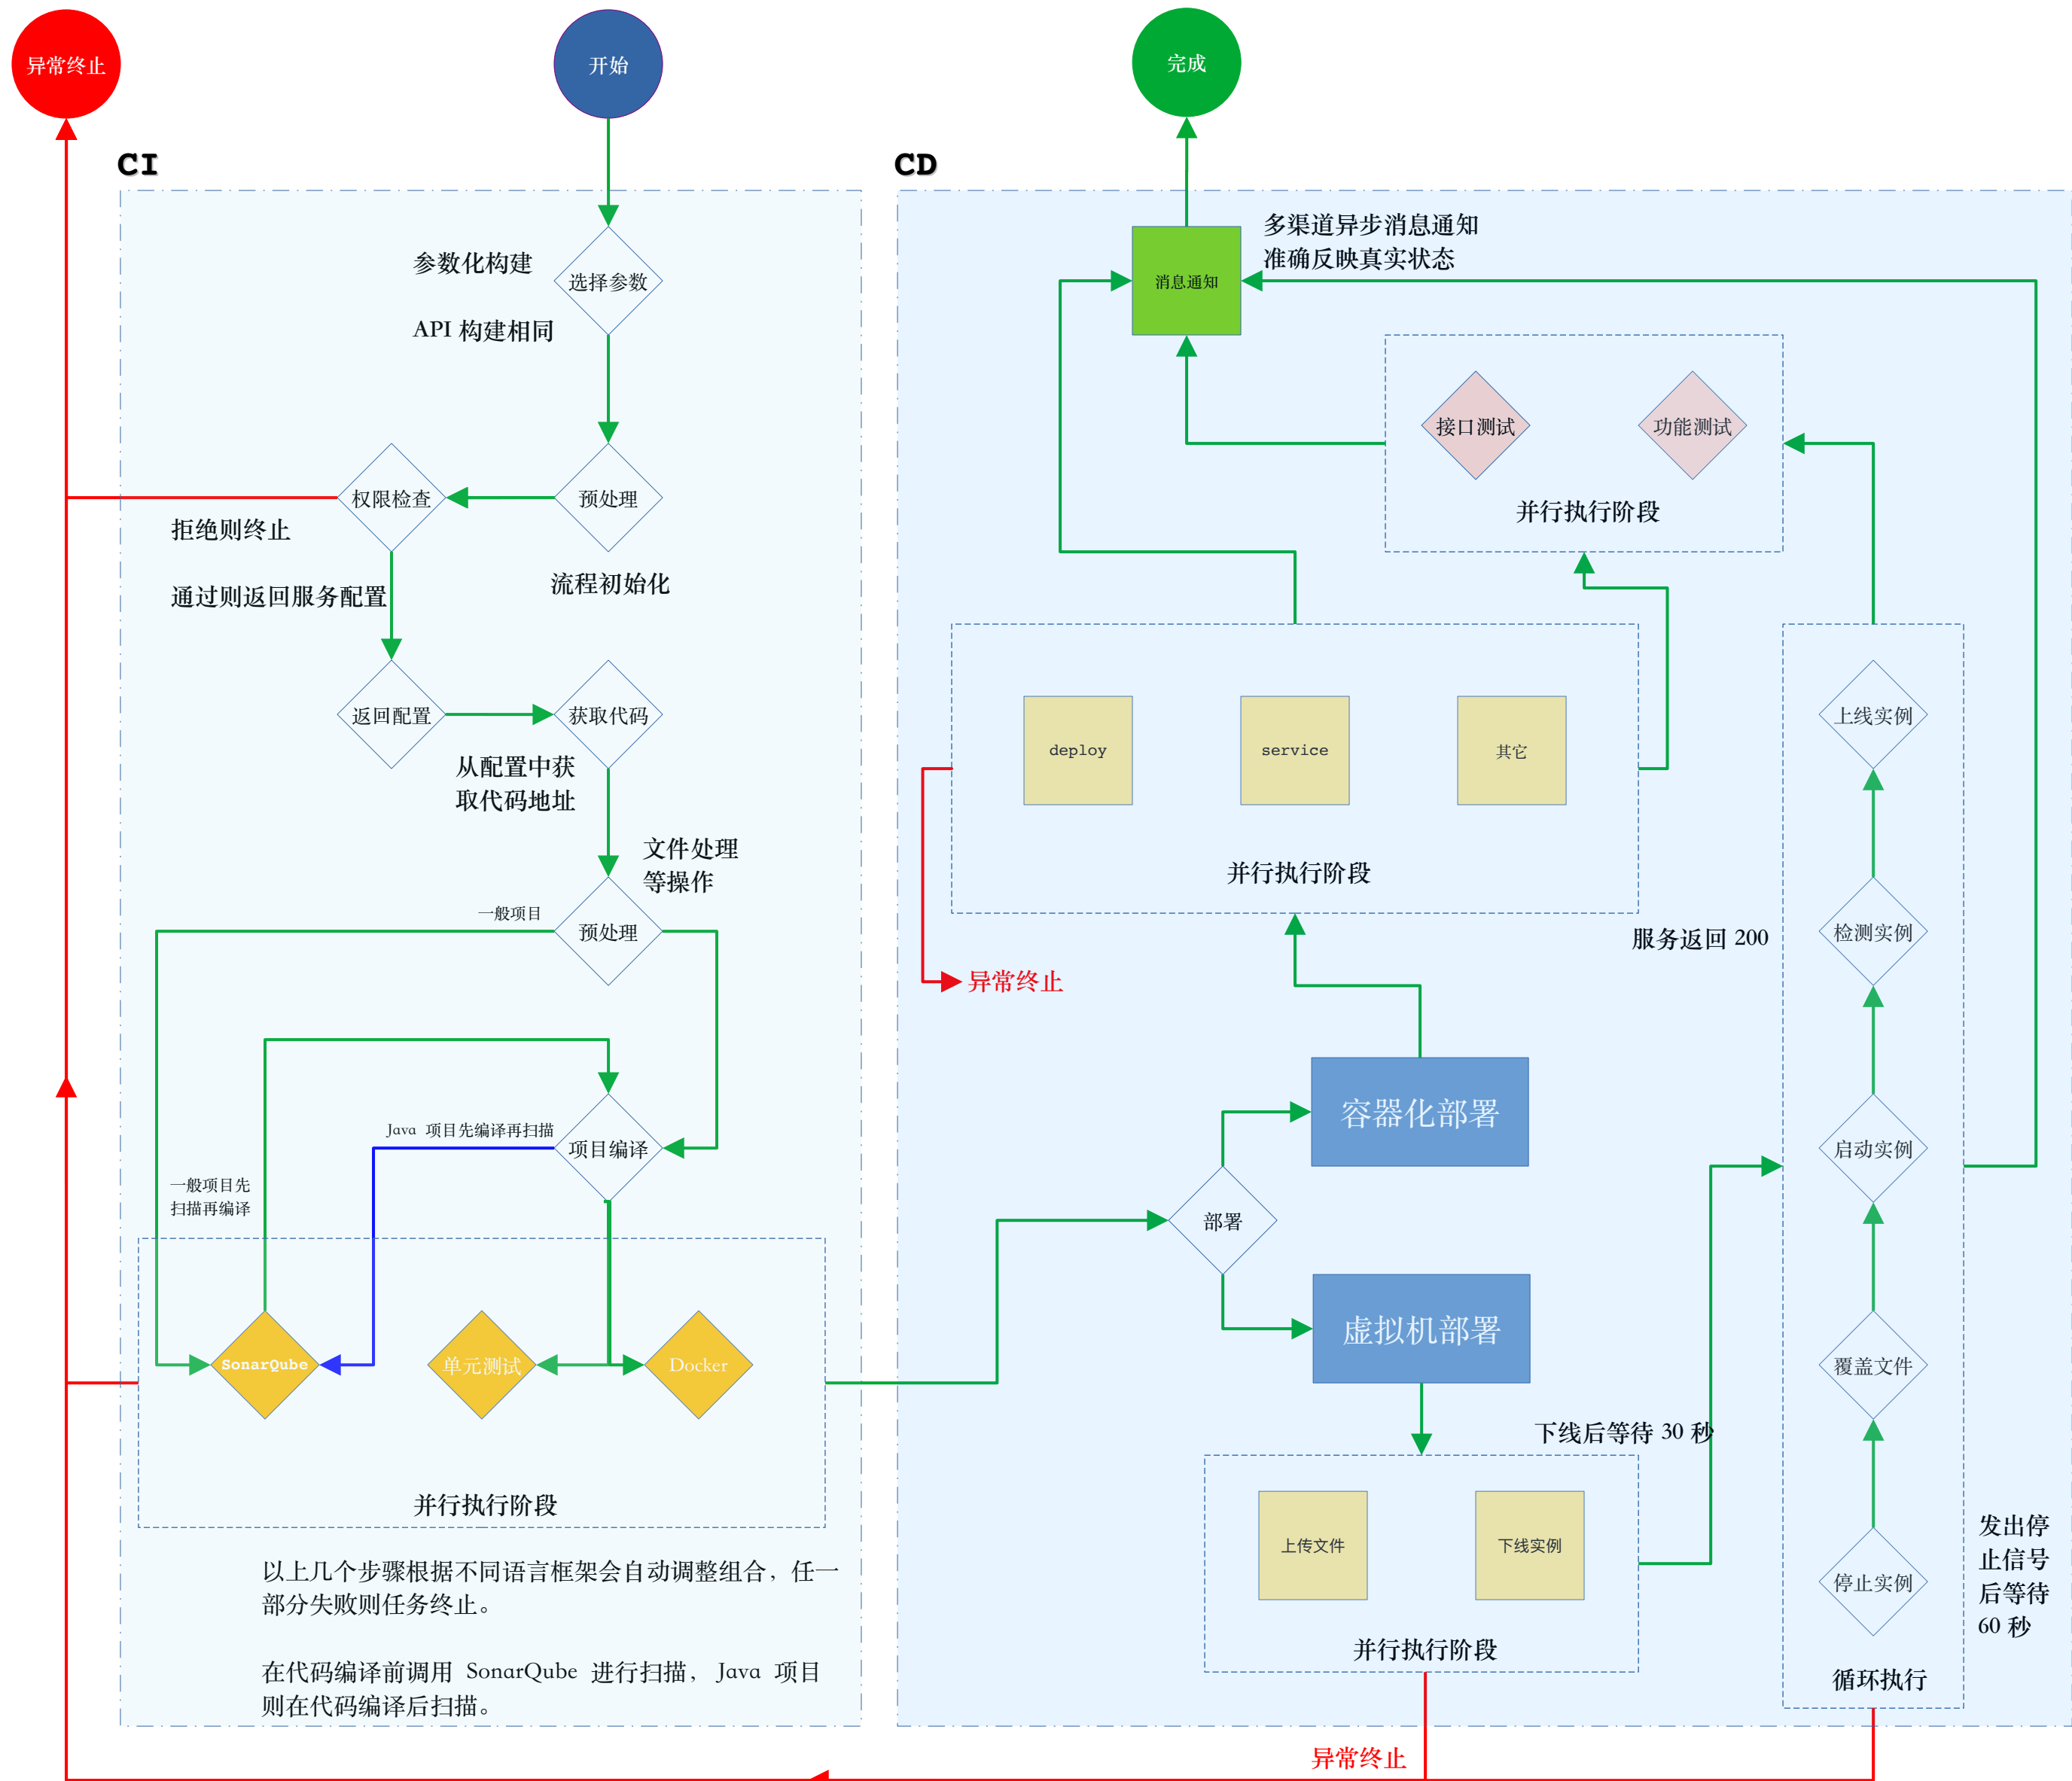 异常终止
开始
完成
CI
CD
参数化构建
选择参数
API 构建相同
权限检查
预处理
拒绝则终止
通过则返回服务配置
流程初始化
返回配置
获取代码
从配置中获
取代码地址
文件处理
等操作
一般项目
预处理
Java 项目先编译再扫描
项目编译
一般项目先
扫描再编译
SonarQube
单元测试
Docker
并行执行阶段
以上几个步骤根据不同语言框架会自动调整组合，任一
部分失败则任务终止。
在代码编译前调用 SonarQube 进行扫描， Java 项目
则在代码编译后扫描。
多渠道异步消息通知
准确反映真实状态
消息通知
接口测试
功能测试
并行执行阶段
deploy
service
其它
并行执行阶段
异常终止
服务返回 200
容器化部署
部署
虚拟机部署
下线后等待 30 秒
上传文件
下线实例
并行执行阶段
上线实例
检测实例
启动实例
覆盖文件
停止实例
循环执行
发出停
止信号
后等待
60 秒
异常终止